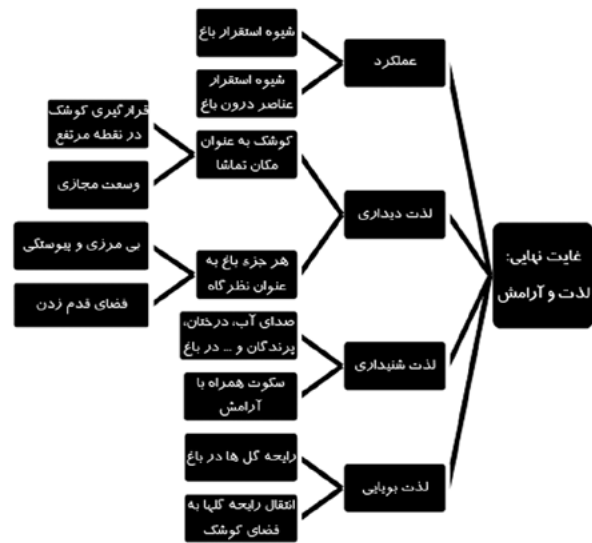 غایت نهایی:
لذت و آرامش
عملکرد
شیوه استقرار باغ
شیوه استقرار
عناصر درون باغ
لذت دیداری
کوشک به عنوان
مکان تماشا
قرارگیری کوشک
در نقطه مرتفع
وسعت مجازی
هر جزء باغ به
عنوان نظرگاه
بی مرزی و پیوستگی
فضای قدم زدن
لذت شنیداری
صدای آب، درختان،
پرندگان و ... در باغ
سکوت همراه با
آرامش
لذت بویایی
رایحه گل ها در باغ
انتقال رایحه گلها به
فضای کوشک